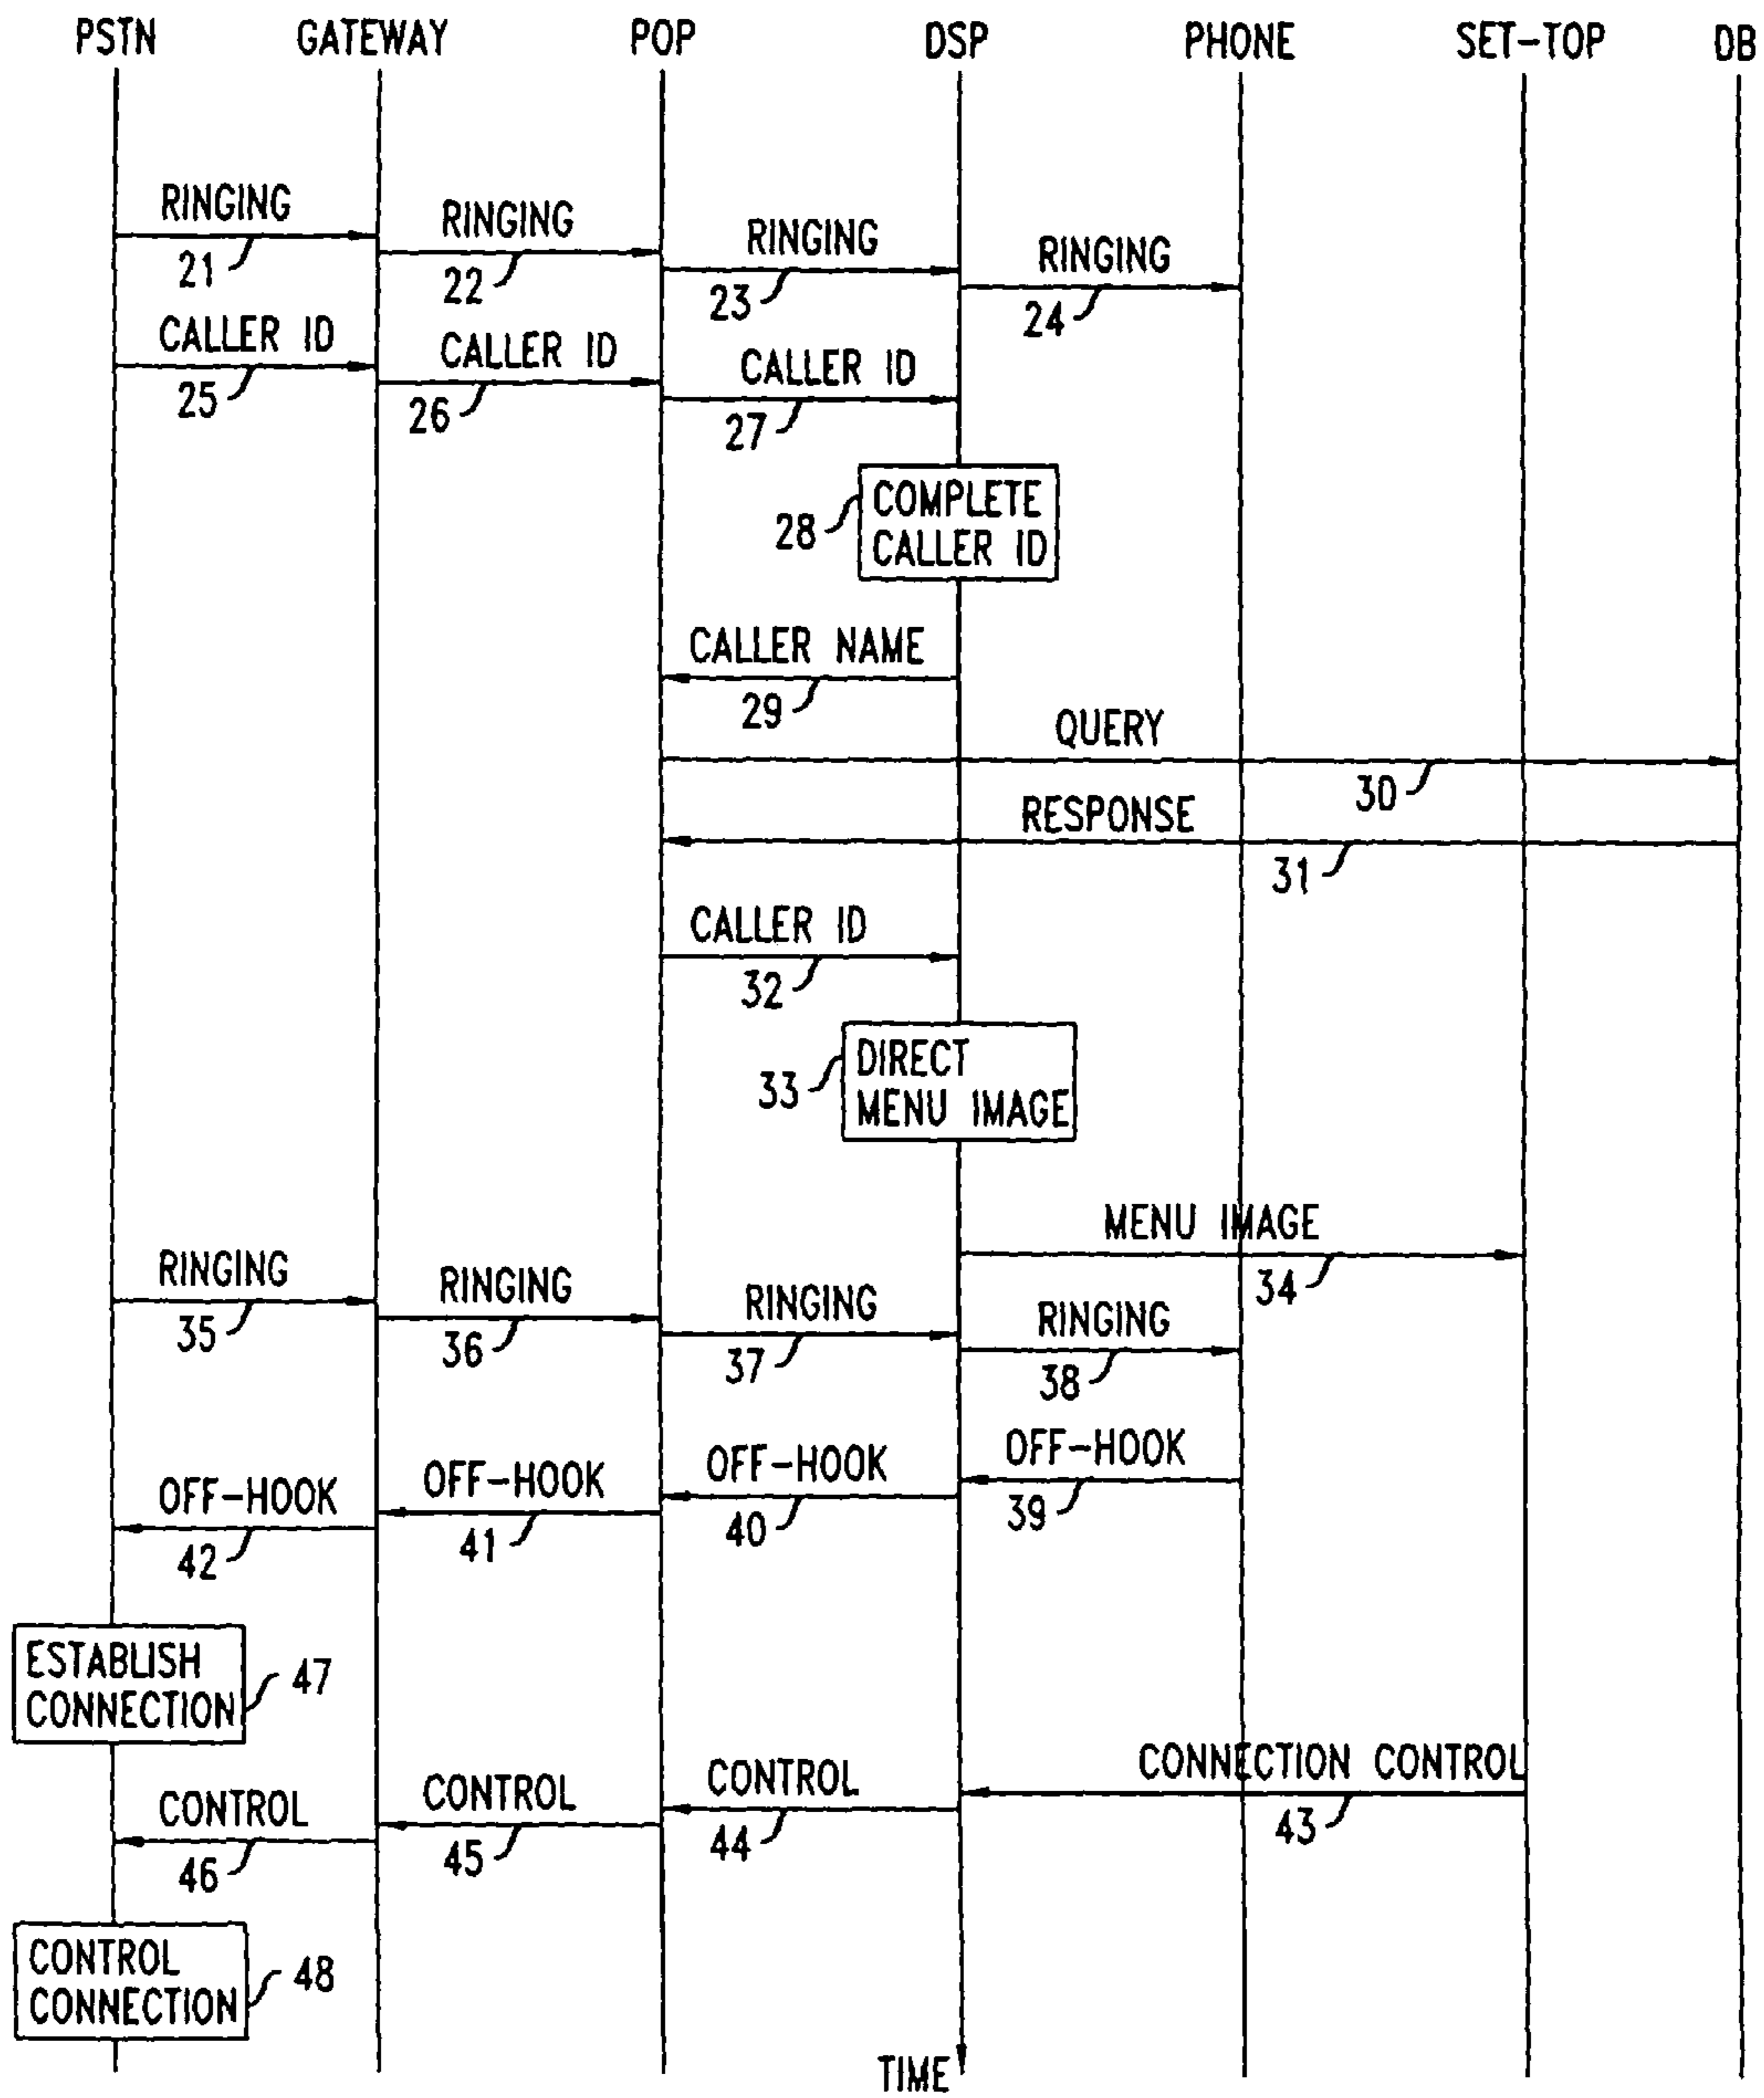 PSTN GATEWAY POP DSP PHONE SET-TOP DB
RINGING
21
RINGING
22
RINGING
23
RINGING
24
CALLER ID
25
CALLER ID
26
CALLER ID
27
28
COMPLETE
CALLER ID
CALLER NAME
29
QUERY
30
RESPONSE
31
CALLER ID
32
33
DIRECT
MENU IMAGE
MENU IMAGE
34
RINGING
35
RINGING
36
RINGING
37
RINGING
38
OFF-HOOK
39
OFF-HOOK
40
OFF-HOOK
41
OFF-HOOK
42
ESTABLISH
CONNECTION
47
CONNECTION CONTROL
43
CONTROL
44
CONTROL
45
CONTROL
46
CONTROL
CONNECTION
48
TIME